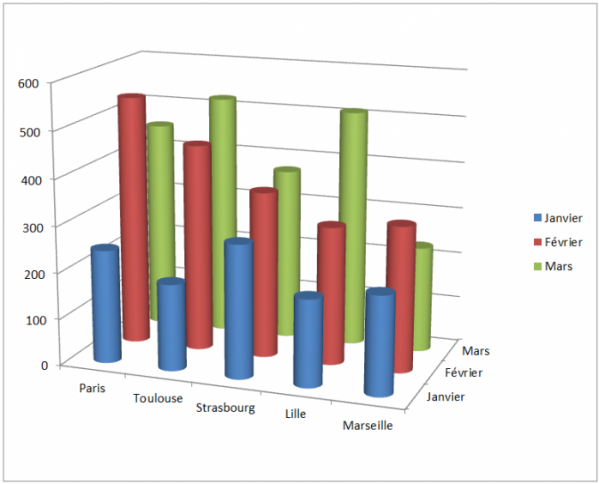 600
500
400
300
200
100
0
Paris
Toulouse
Strasbourg
Lille
Marseille
Janvier
Février
Mars
Janvier
Février
Mars